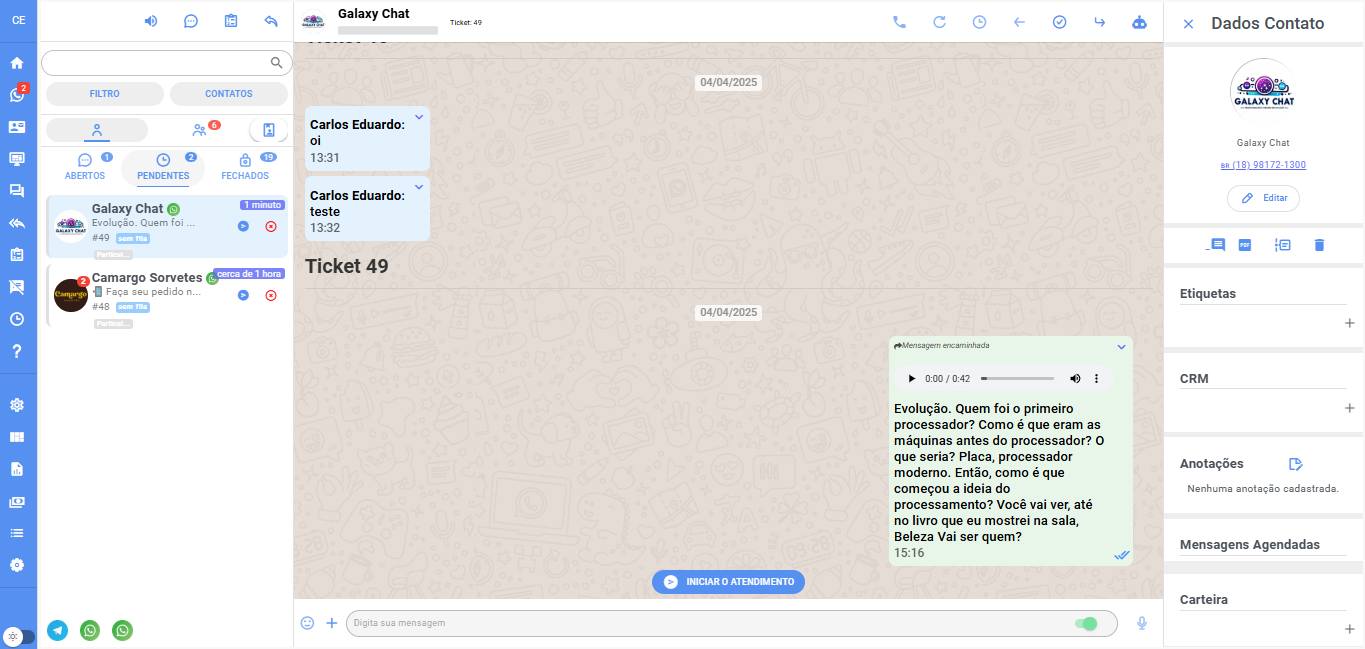 CE
2
FILTRO
CONTATOS
6
ABERTOS
1
PENDENTES
2
FECHADOS
19
Galaxy Chat
1 minuto
Evolução. Quem foi ...
#49
sem fila
Particul...
Camargo Sorvetes
cerca de 1 hora
2
Camargo
Faça seu pedido n...
#48
sem fila
Particul...
Galaxy Chat
Ticket: 49
04/04/2025
Carlos Eduardo:
oi
13:31
Carlos Eduardo:
teste
13:32
Ticket 49
04/04/2025
Mensagem encaminhada
0:00 / 0:42
Evolução. Quem foi o primeiro
processador? Como é que eram as
máquinas antes do processador? O
que seria? Placa, processador
moderno. Então, como é que
começou a ideia do
processamento? Você vai ver, até
no livro que eu mostrei na sala,
Beleza Vai ser quem?
15:16
INICIAR O ATENDIMENTO
Digita sua mensagem
Dados Contato
GALAXY CHAT
Galaxy Chat
BR (18) 98172-1300
Editar
PDF
Etiquetas
CRM
Anotações
Nenhuma anotação cadastrada.
Mensagens Agendadas
Carteira